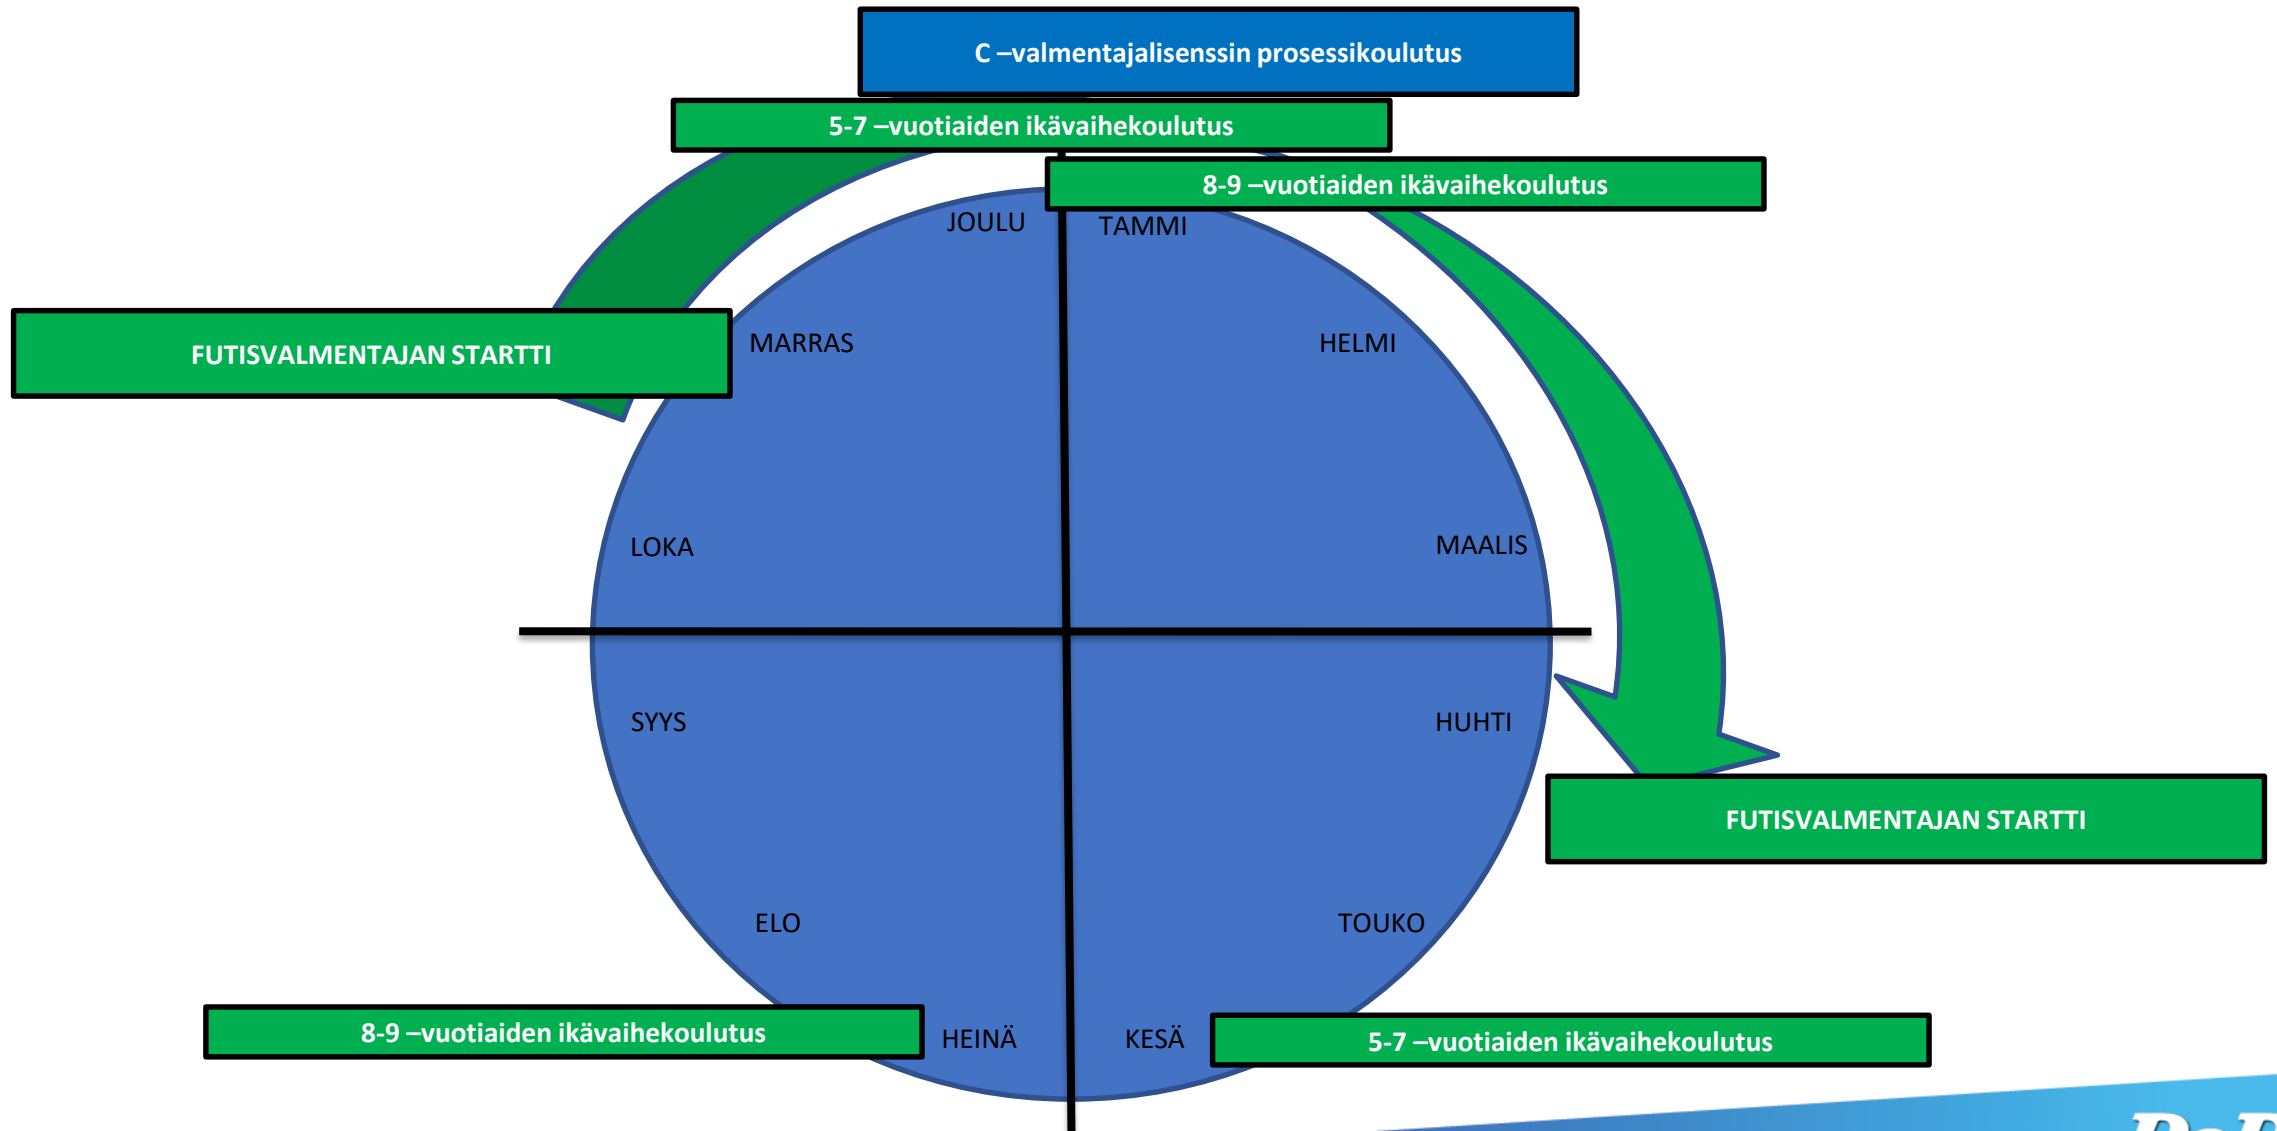 C –valmentajalisenssin prosessikoulutus
5-7 –vuotiaiden ikävaihekoulutus
8-9 –vuotiaiden ikävaihekoulutus
JOULU
TAMMI
FUTISVALMENTAJAN STARTTI
MARRAS
HELMI
LOKA
MAALIS
SYYS
HUHTI
FUTISVALMENTAJAN STARTTI
ELO
TOUKO
8-9 –vuotiaiden ikävaihekoulutus
HEINÄ
KESÄ
5-7 –vuotiaiden ikävaihekoulutus